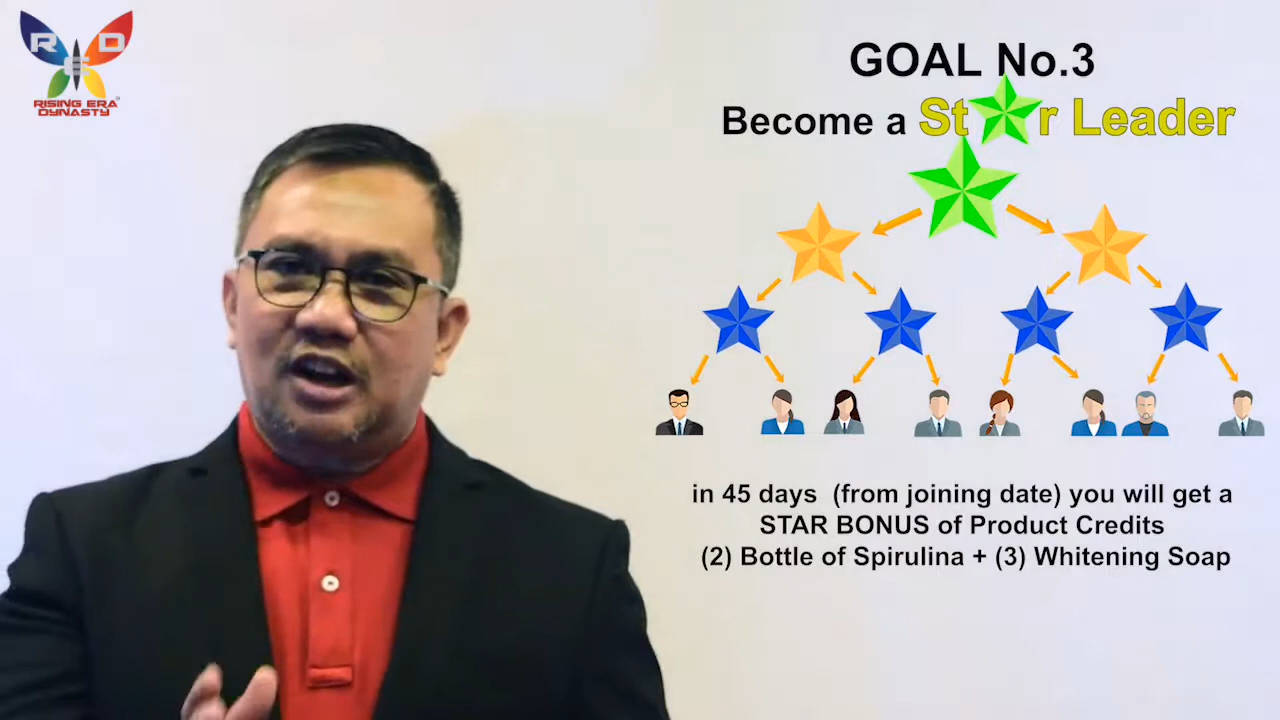 R E D
RISING ERA
DYNASTY
GOAL No.3
Become a St r Leader
in 45 days (from joining date) you will get a
STAR BONUS of Product Credits
(2) Bottle of Spirulina + (3) Whitening Soap